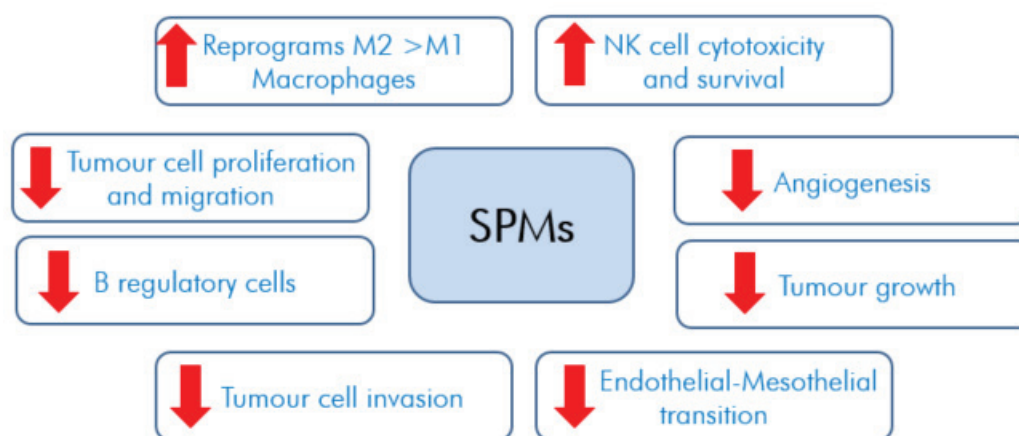 Reprograms M2 >M1
Macrophages
NK cell cytotoxicity
and survival
Tumour cell proliferation
and migration
SPMs
Angiogenesis
B regulatory cells
Tumour growth
Tumour cell invasion
Endothelial-Mesothelial
transition